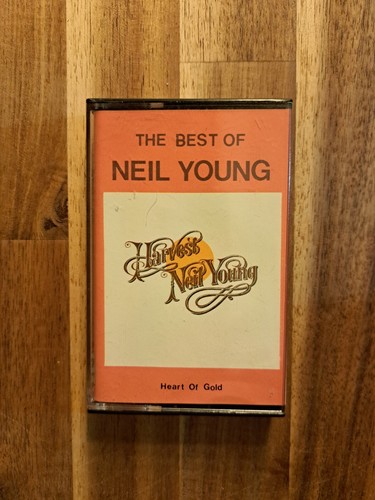 THE BEST OF
NEIL YOUNG
Harvest
Neil Young
Heart Of Gold